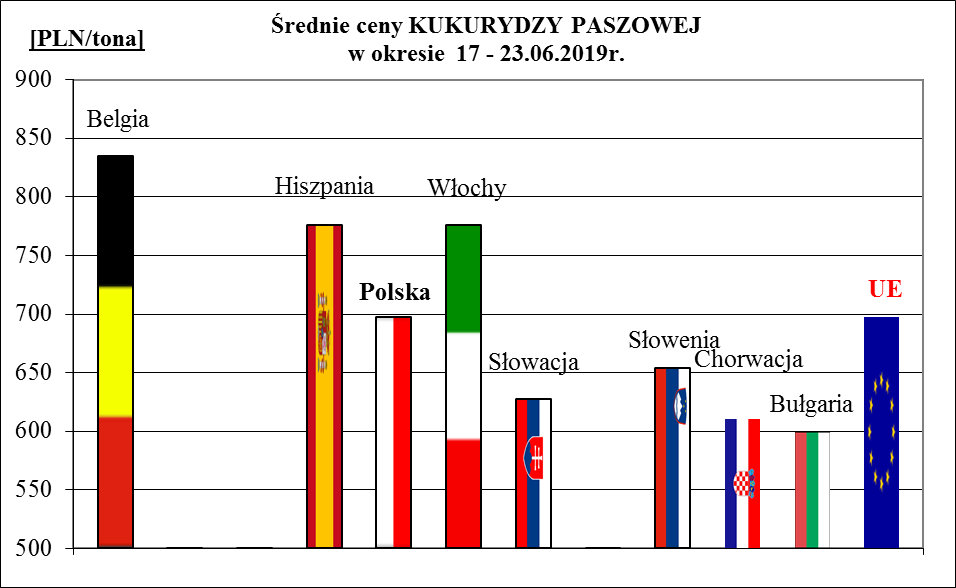 Średnie ceny KUKURYDZY PASZOWEJ
w okresie 17 - 23.06.2019r.
[PLN/tona]
900
850
800
750
700
650
600
550
500
Belgia
Hiszpania
Polska
Włochy
Słowacja
Słowenia
Chorwacja
Bułgaria
UE